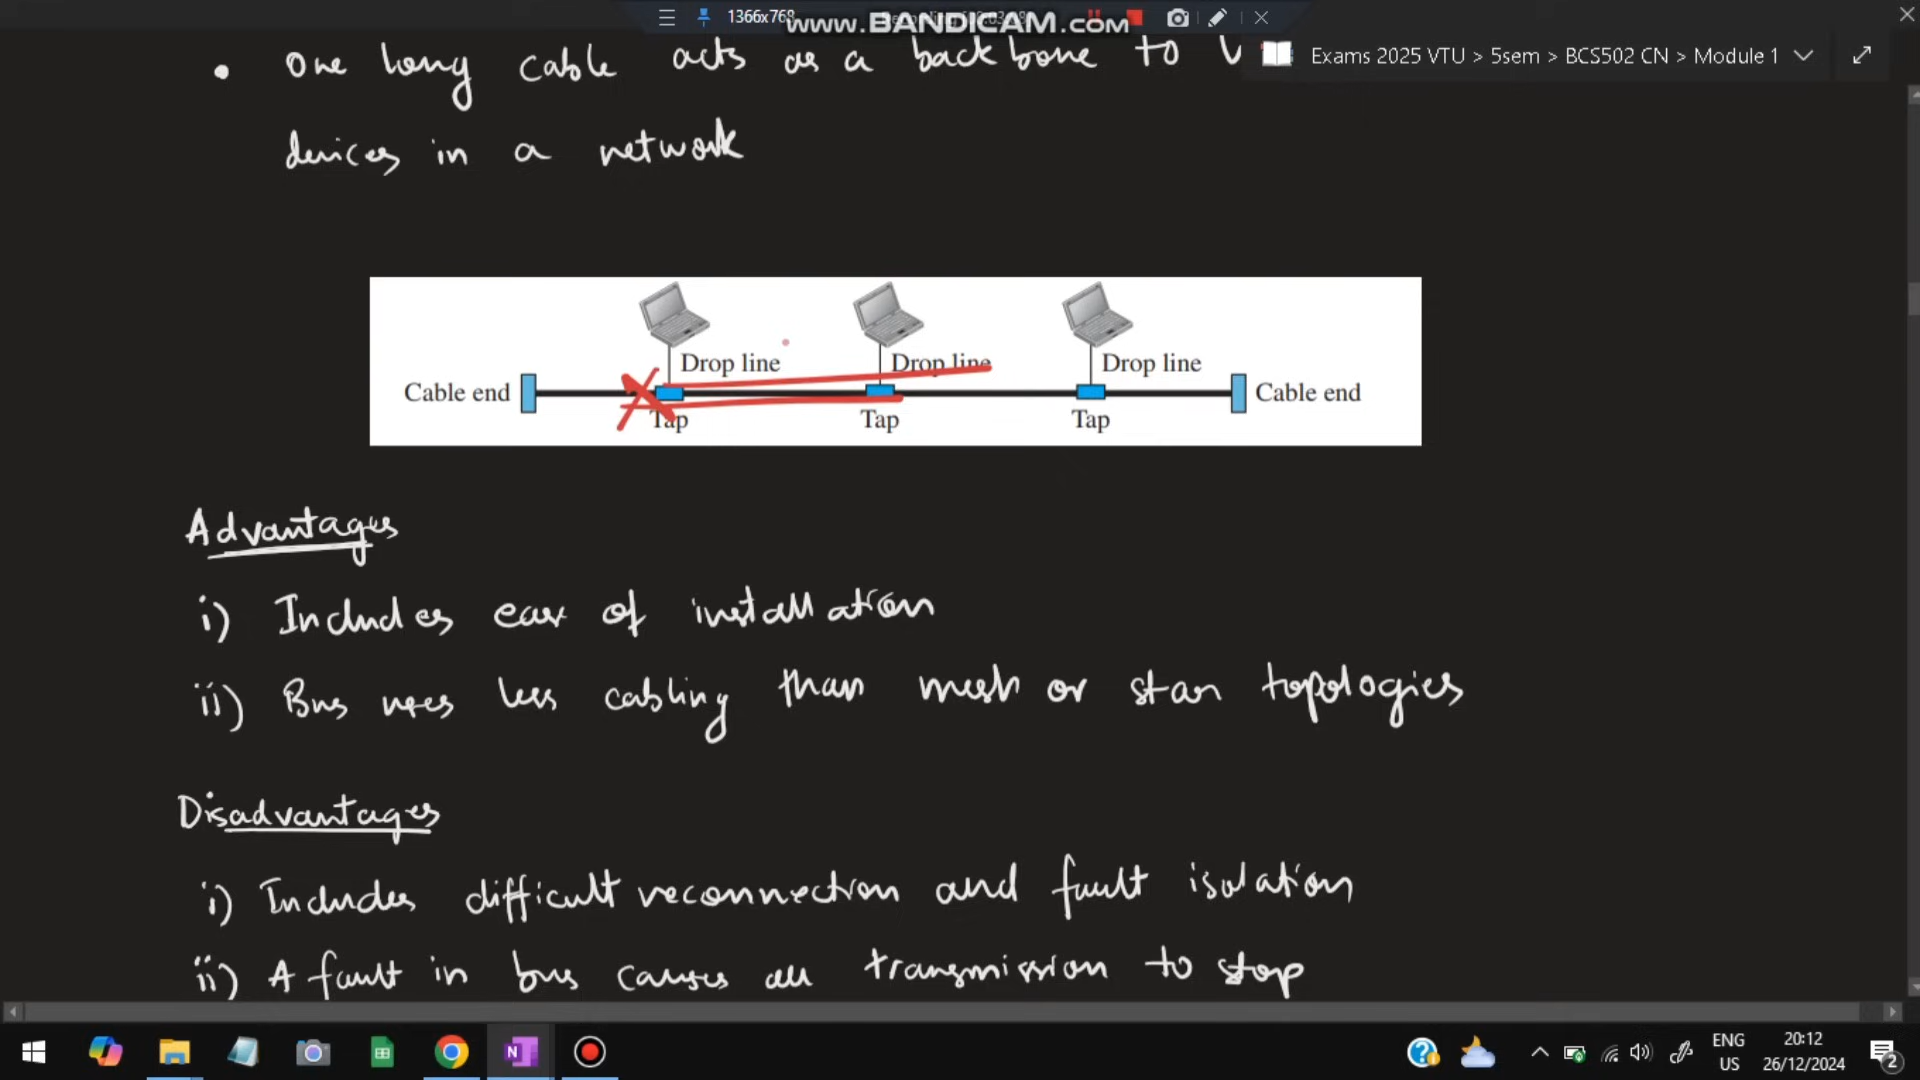 1366x768
www.BANDICAM.com
• One long cable acts as a backbone to
Exams 2025 VTU > 5sem > BCS502 CN > Module 1
devices in a network
Drop line Drop line Drop line
Cable end Cable end
Tap Tap Tap
Advantages
i) Includes ease of installation
ii) Bus uses less cabling than mesh or star topologies
Disadvantages
i) Includes difficult reconnection and fault isolation
ii) A fault in bus causes all transmission to stop
ENG
US
20:12
26/12/2024
2